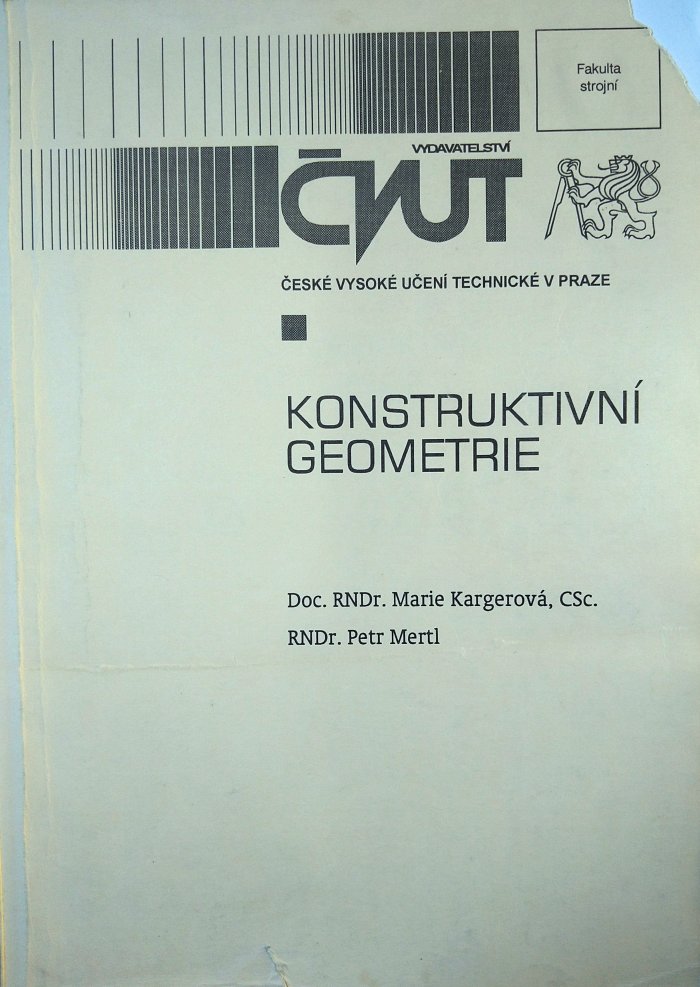 Fakulta
strojní
VYDAVATELSTVÍ
ČVUT
ČESKÉ VYSOKÉ UČENÍ TECHNICKÉ V PRAZE
KONSTRUKTIVNÍ
GEOMETRIE
Doc. RNDr. Marie Kargerová, CSc.
RNDr. Petr Mertl